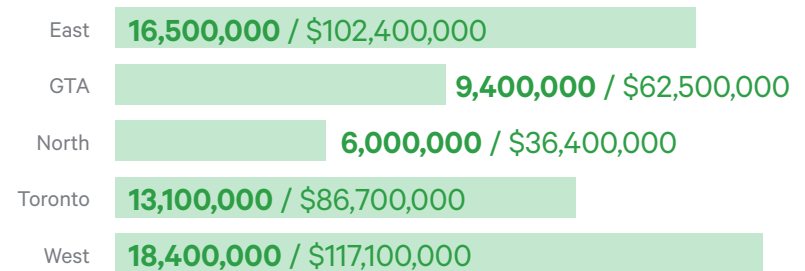 East 16,500,000 / $102,400,000
GTA 9,400,000 / $62,500,000
North 6,000,000 / $36,400,000
Toronto 13,100,000 / $86,700,000
West 18,400,000 / $117,100,000